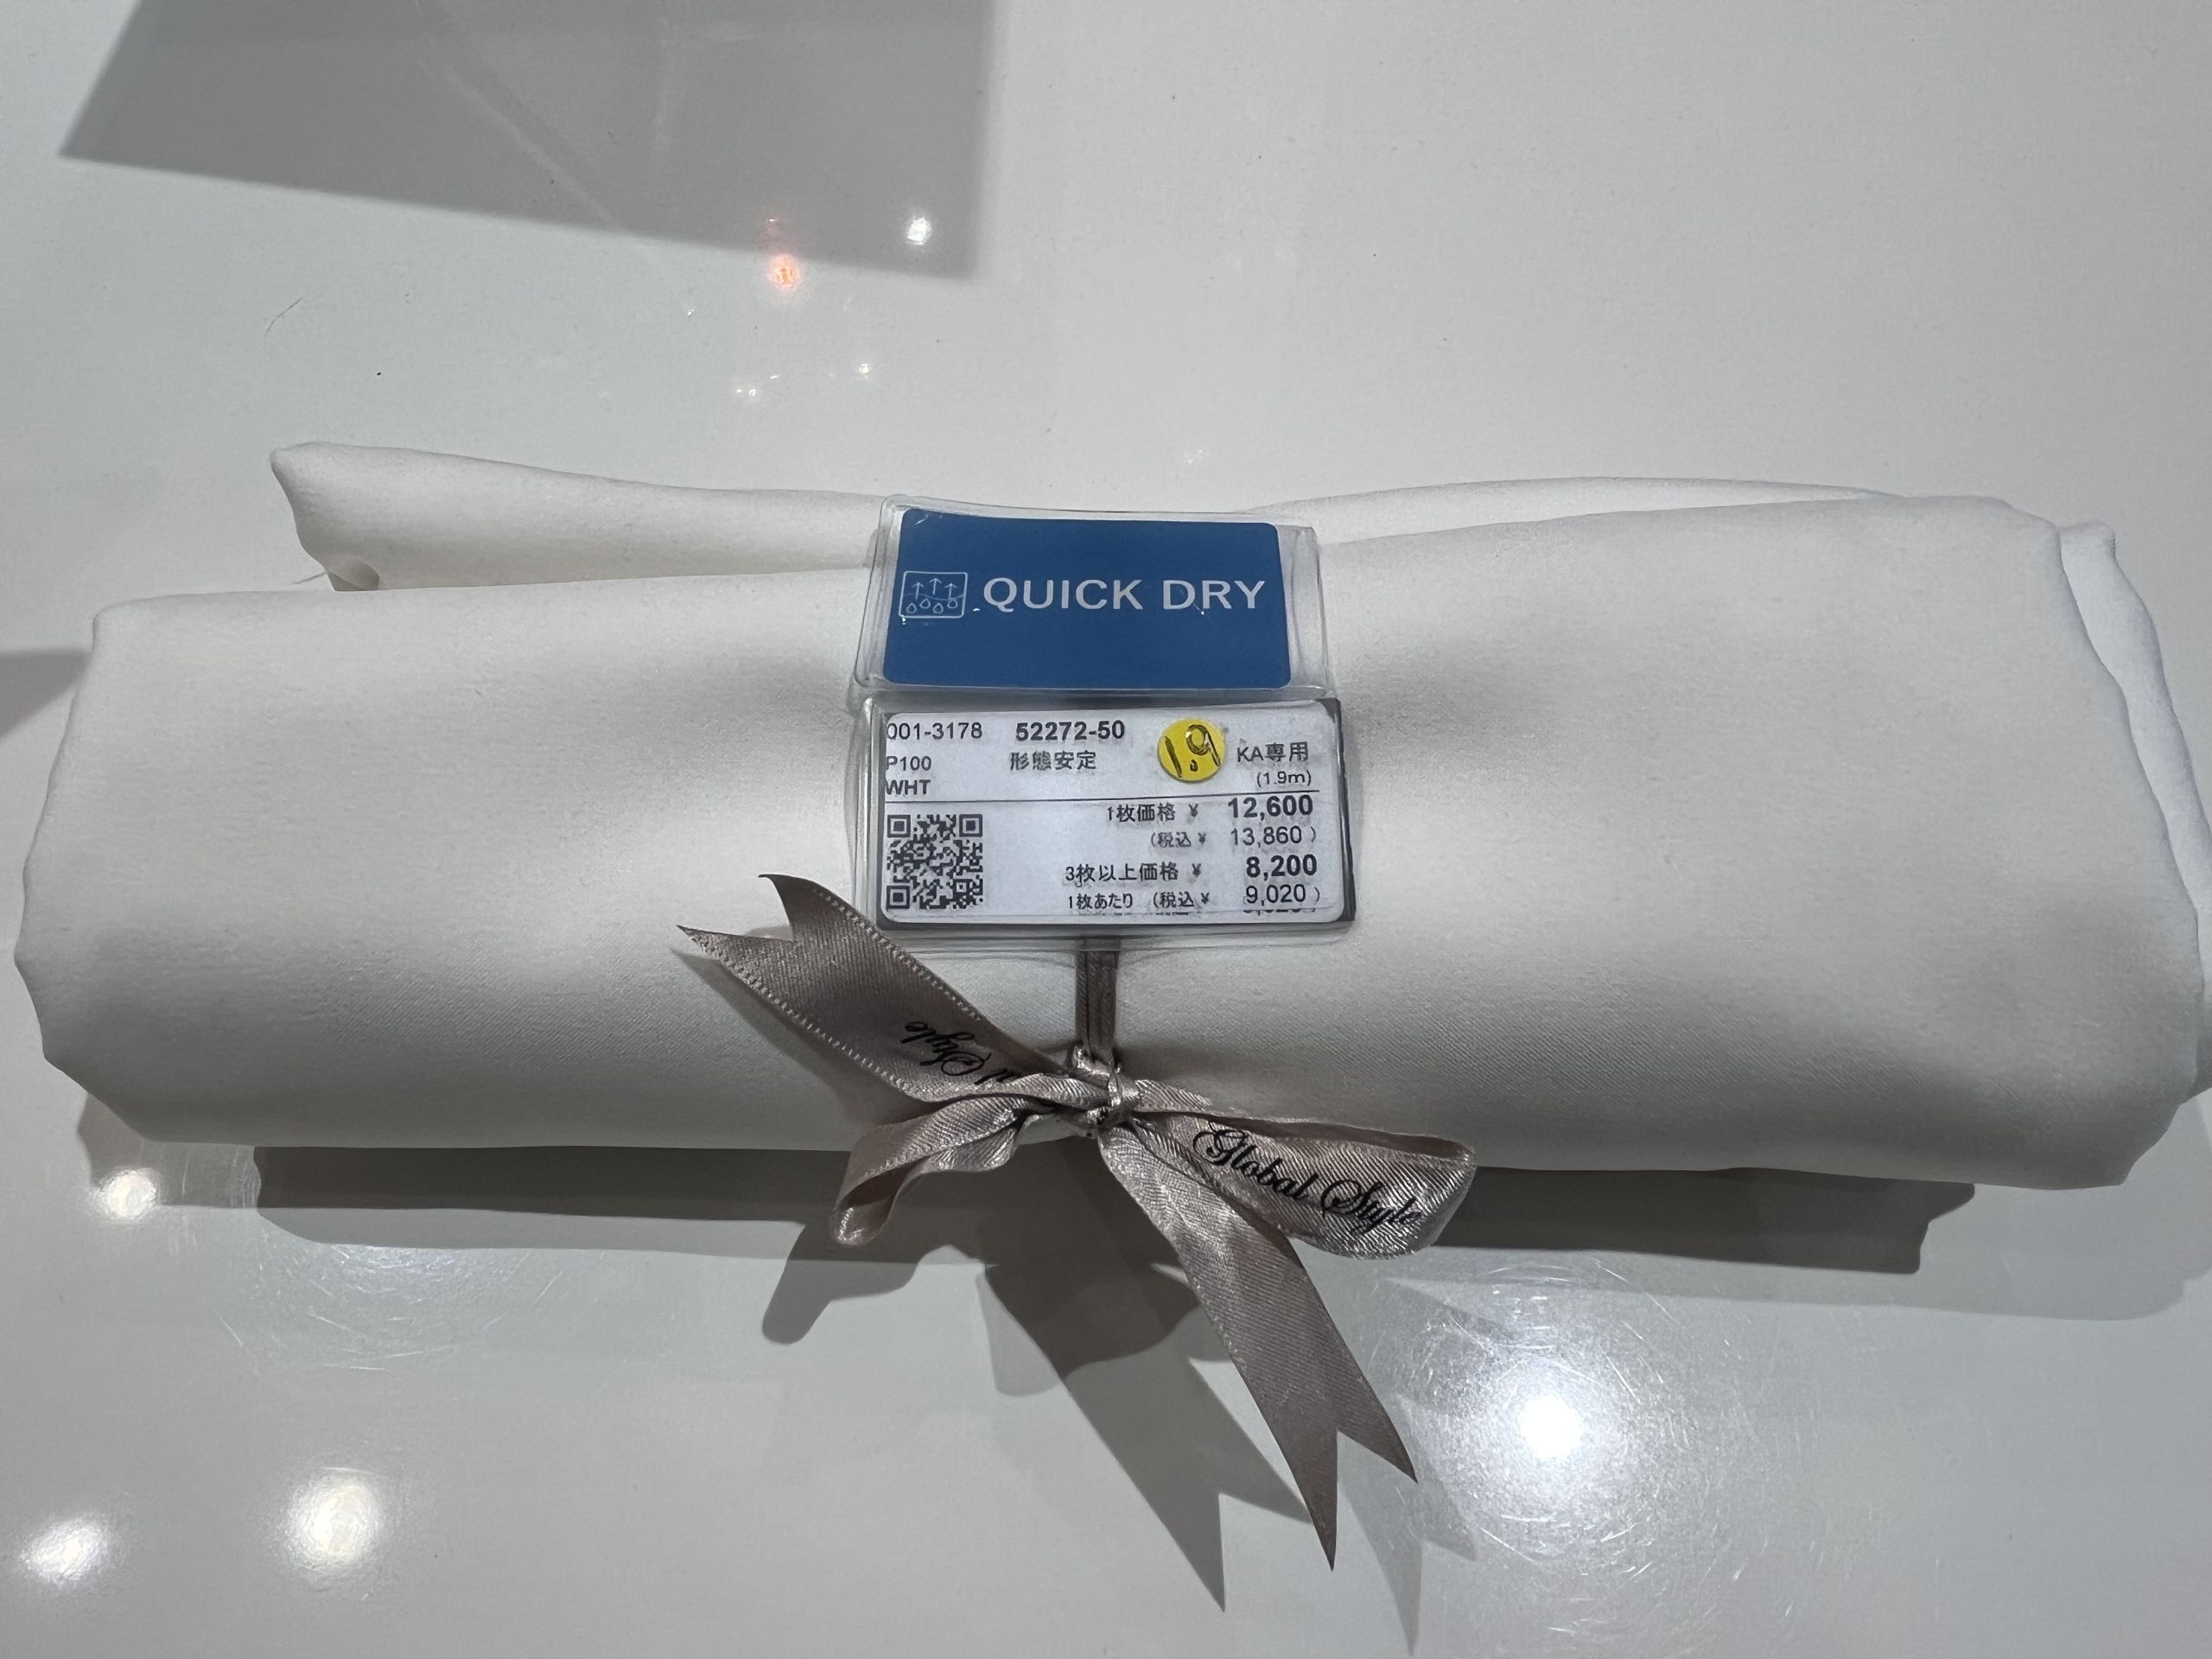 QUICK DRY
001-3178 52272-50 1.9
P100 形態安定 KA専用
WHT (1.9m)
1枚価格 ¥ 12,600
(税込 ¥ 13,860 )
3枚以上価格 ¥ 8,200
1枚あたり (税込 ¥ 9,020 )
Style
Global Style